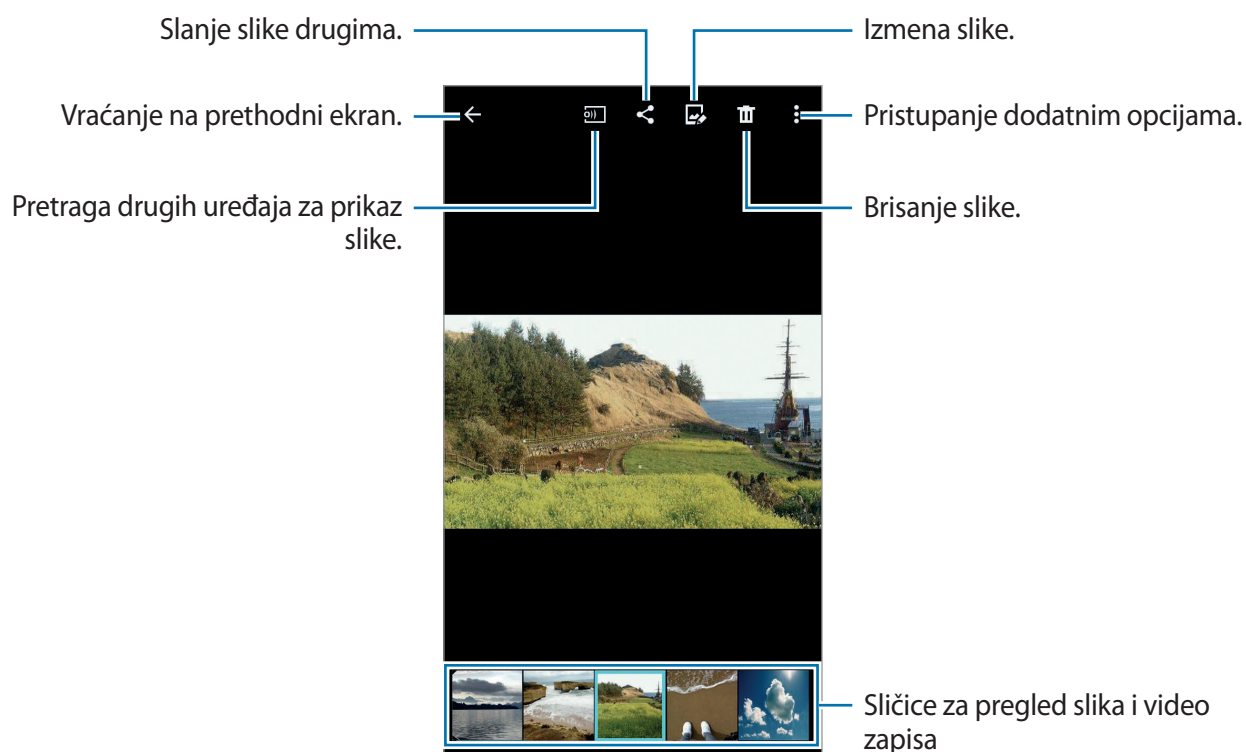 Slanje slike drugima.
Izmena slike.
Vraćanje na prethodni ekran.
Pristupanje dodatnim opcijama.
Pretraga drugih uređaja za prikaz
slike.
Brisanje slike.
Sličice za pregled slika i video
zapisa